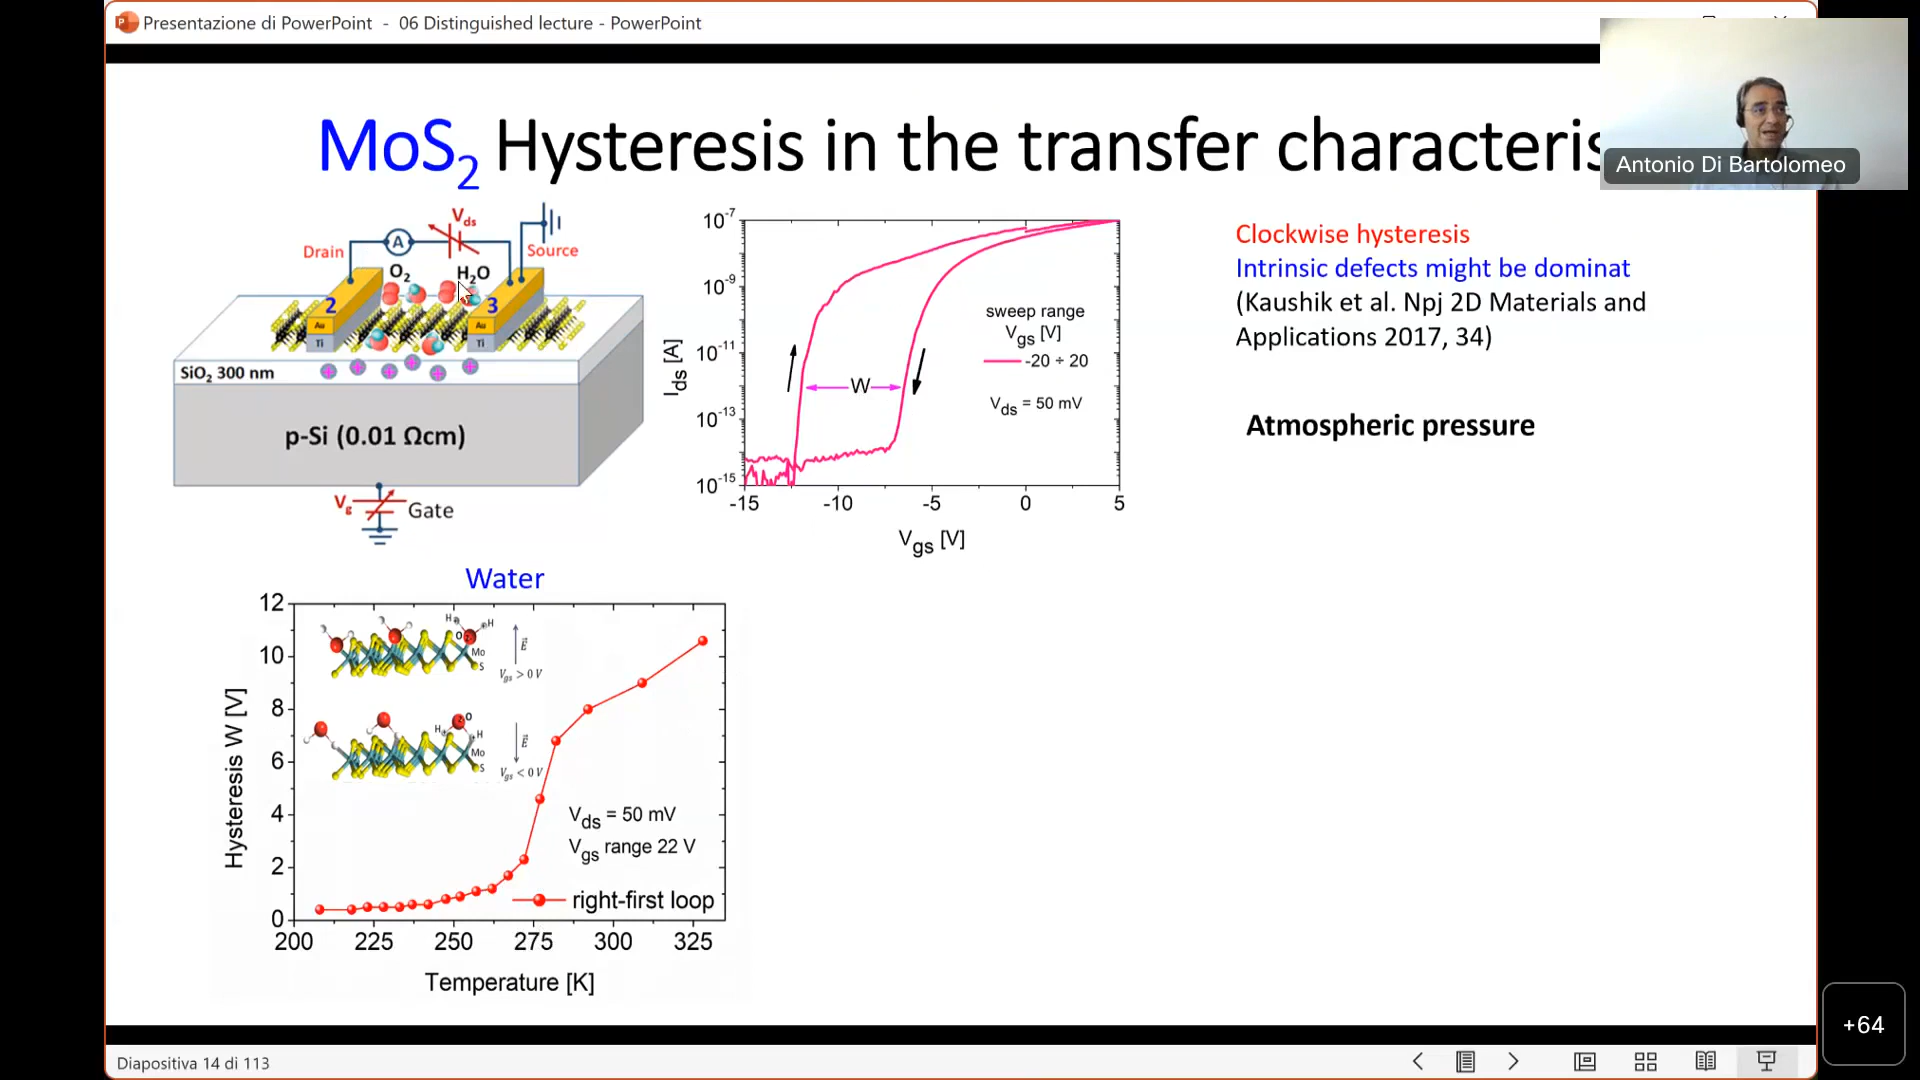 Presentazione di PowerPoint - 06 Distinguished lecture - PowerPoint
Antonio Di Bartolomeo
MoS2 Hysteresis in the transfer characteris
Vds
A
Drain
Source
O2
H2O
2
3
Au
Ti
Au
Ti
SiO2 300 nm
p-Si (0.01 Ωcm)
Vg
Gate
10-7
10-9
10-11
10-13
10-15
Ids [A]
sweep range
Vgs [V]
-20 ÷ 20
W
Vds = 50 mV
-15 -10 -5 0 5
Vgs [V]
Clockwise hysteresis
Intrinsic defects might be dominat
(Kaushik et al. Npj 2D Materials and
Applications 2017, 34)
Atmospheric pressure
Water
12
10
8
6
4
2
0
Hysteresis W [V]
H
H
O
Mo
S
E
Vgs > 0 V
O
H
H
Mo
S
E
Vgs < 0 V
Vds = 50 mV
Vgs range 22 V
right-first loop
200 225 250 275 300 325
Temperature [K]
+64
Diapositiva 14 di 113